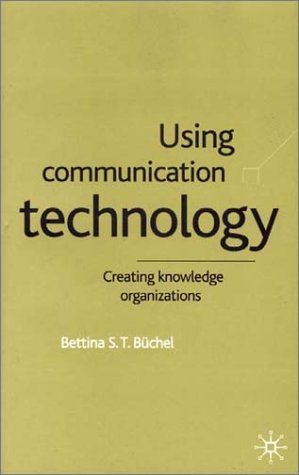 Using
communication
technology
Creating knowledge
organizations
Bettina S. T. Büchel